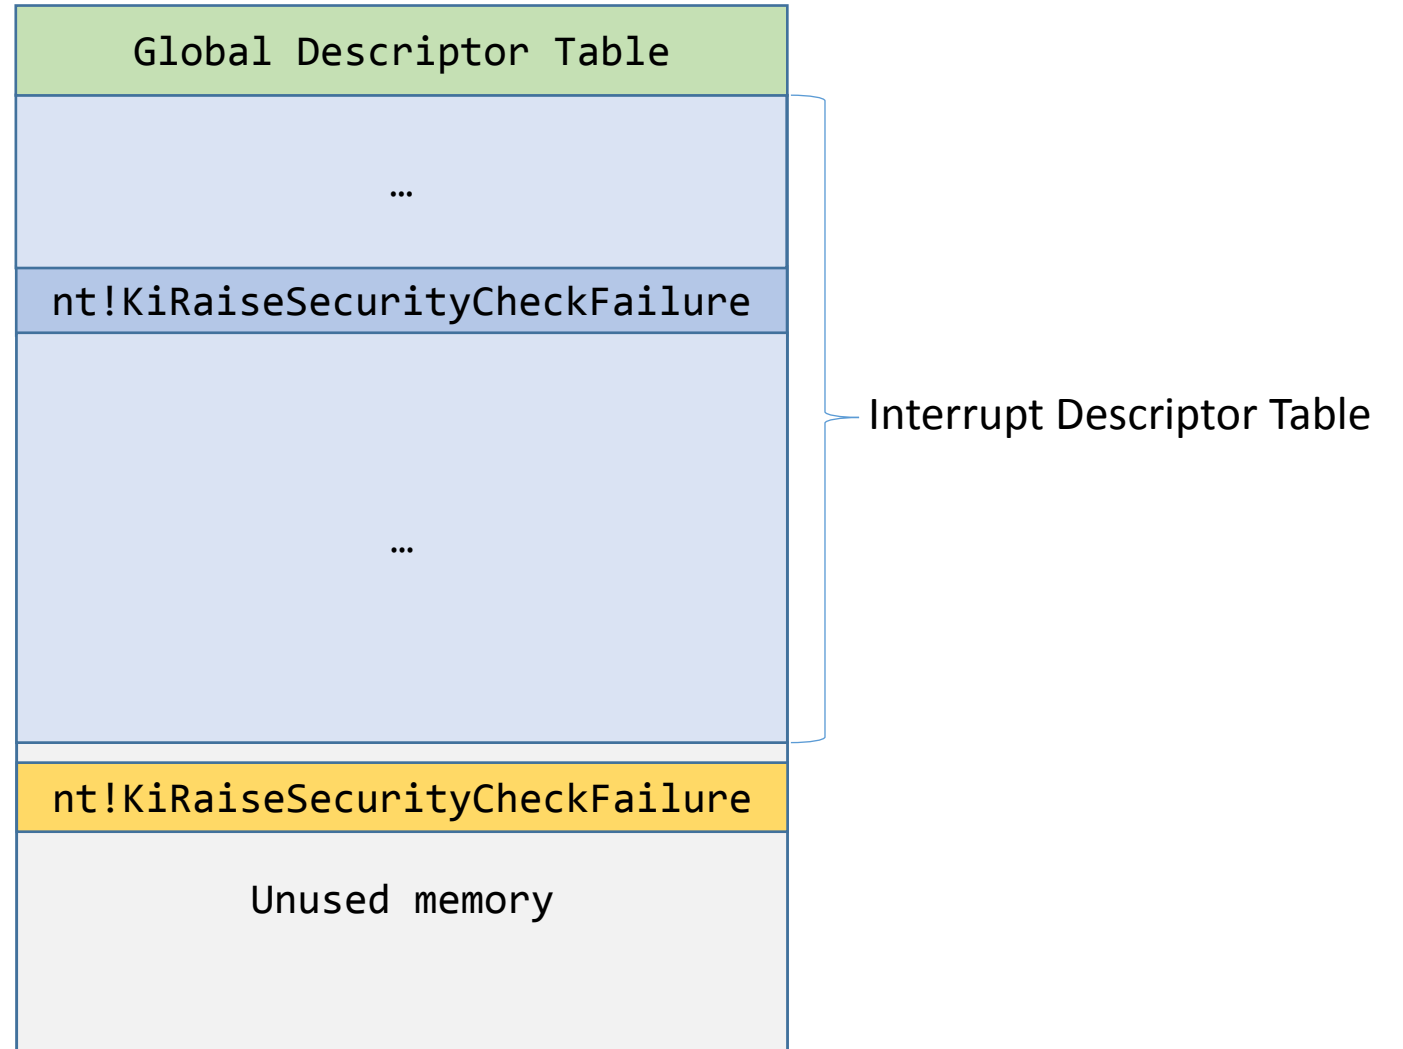 Global Descriptor Table
…
nt!KiRaiseSecurityCheckFailure
Interrupt Descriptor Table
…
nt!KiRaiseSecurityCheckFailure
Unused memory